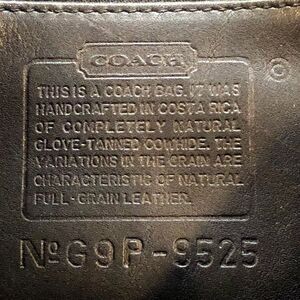 COACH
©
THIS IS A COACH BAG. IT WAS
HANDCRAFTED IN COSTA RICA
OF COMPLETELY NATURAL
GLOVE-TANNED COWHIDE. THE
VARIATIONS IN THE GRAIN ARE
CHARACTERISTIC OF NATURAL
FULL-GRAIN LEATHER.
№G9P-9525